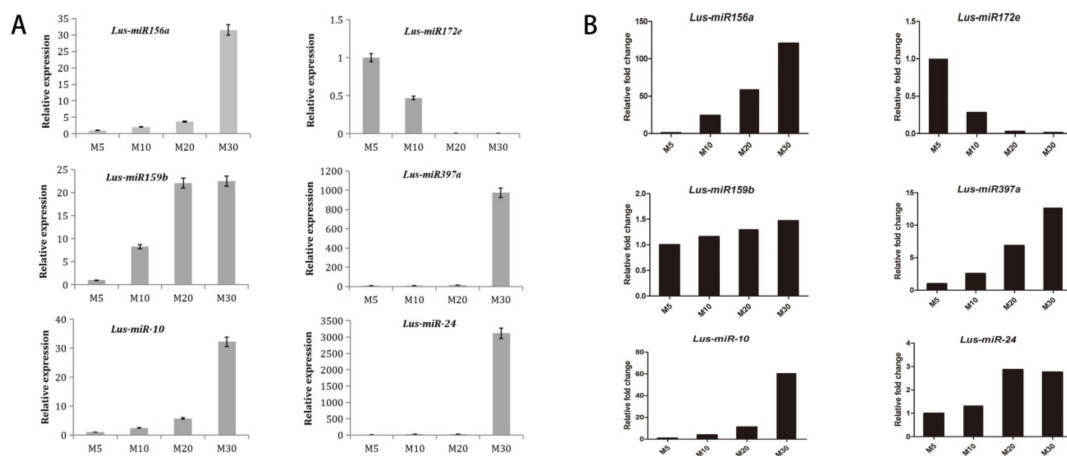 A
Lus-miR156a
Relative expression
35
30
25
20
15
10
5
0
M5 M10 M20 M30
Lus-miR172e
Relative expression
1.5
1
0.5
0
M5 M10 M20 M30
Lus-miR159b
Relative expression
25
20
15
10
5
0
M5 M10 M20 M30
Lus-miR397a
Relative expression
1200
1000
800
600
400
200
0
M5 M10 M20 M30
Lus-miR-10
Relative expression
40
30
20
10
0
M5 M10 M20 M30
Lus-miR-24
Relative expression
3500
3000
2500
2000
1500
1000
500
0
M5 M10 M20 M30
B
Lus-miR156a
Relative fold change
150
100
50
0
M5 M10 M20 M30
Lus-miR172e
Relative fold change
1.5
1.0
0.5
0.0
M5 M10 M20 M30
Lus-miR159b
Relative fold change
2.0
1.5
1.0
0.5
0.0
M5 M10 M20 M30
Lus-miR397a
Relative fold change
15
10
5
0
M5 M10 M20 M30
Lus-miR-10
Relative fold change
80
60
40
20
0
M5 M10 M20 M30
Lus-miR-24
Relative fold change
4
3
2
1
0
M5 M10 M20 M30